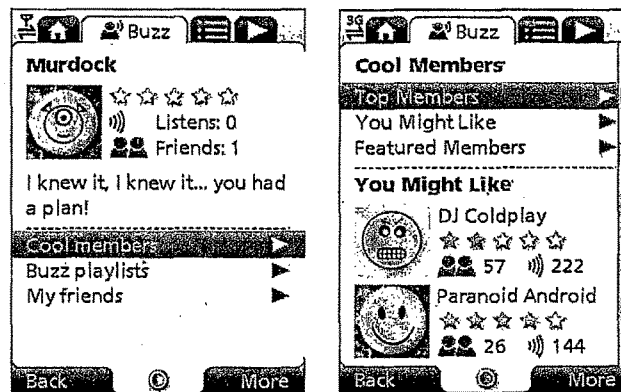 Buzz
Murdock
Listens: 0
Friends: 1
I knew it, I knew it... you had
a plan!
Cool members
Buzz playlists
My friends
Back More
3G Buzz
Cool Members
Top Members
You Might Like
Featured Members
You Might Like
DJ Coldplay
57 222
Paranoid Android
26 144
Back More